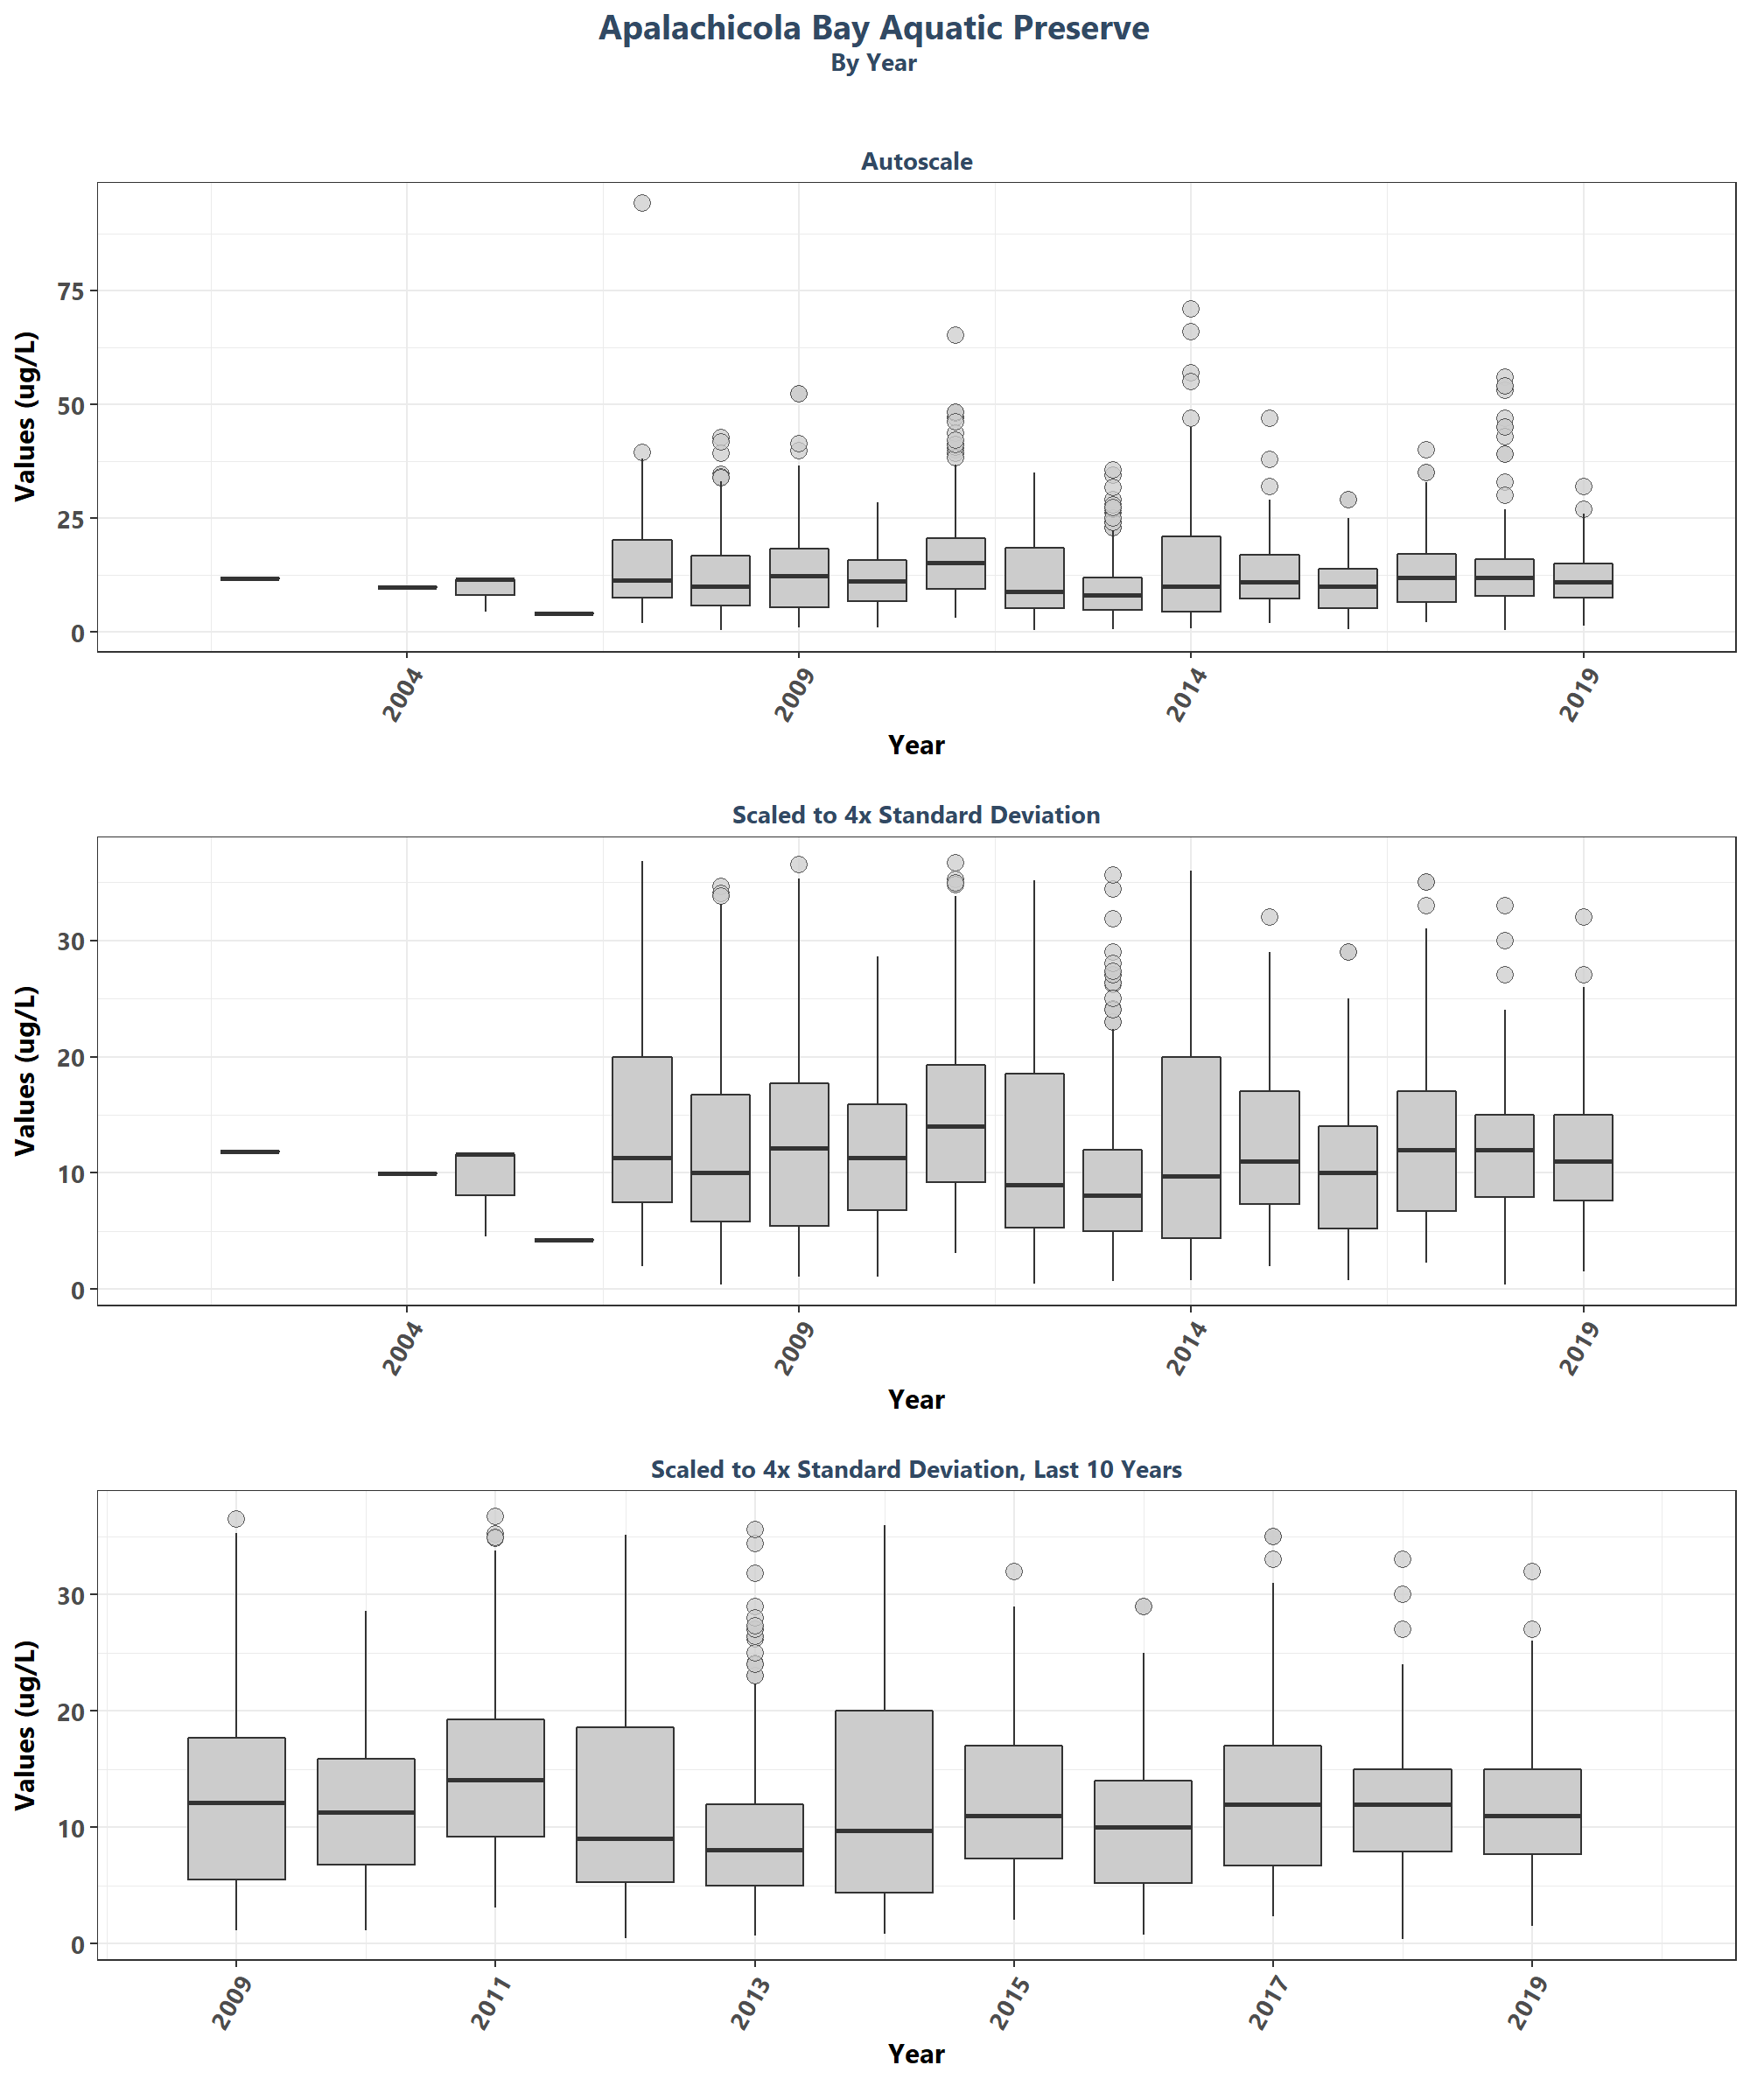 Apalachicola Bay Aquatic Preserve
By Year
Autoscale
Values (ug/L)
75
50
25
0
2004
2009
2014
2019
Year
Scaled to 4x Standard Deviation
Values (ug/L)
30
20
10
0
2004
2009
2014
2019
Year
Scaled to 4x Standard Deviation, Last 10 Years
Values (ug/L)
30
20
10
0
2009
2011
2013
2015
2017
2019
Year